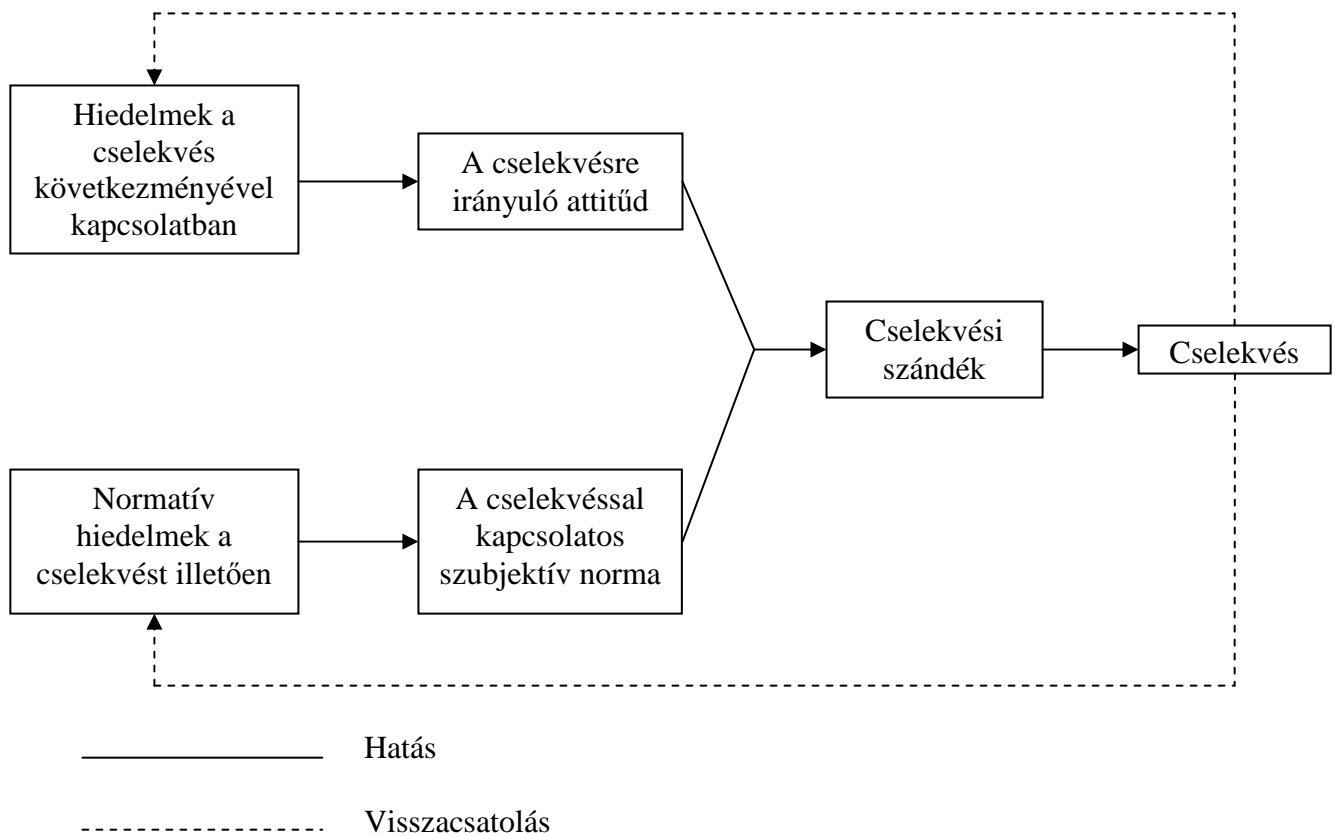 Hiedelmek a
cselekvés
következményével
kapcsolatban
A cselekvésre
irányuló attitűd
Cselekvési
szándék
Cselekvés
Normatív
hiedelmek a
cselekvést illetően
A cselekvéssal
kapcsolatos
szubjektív norma
Hatás
Visszacsatolás